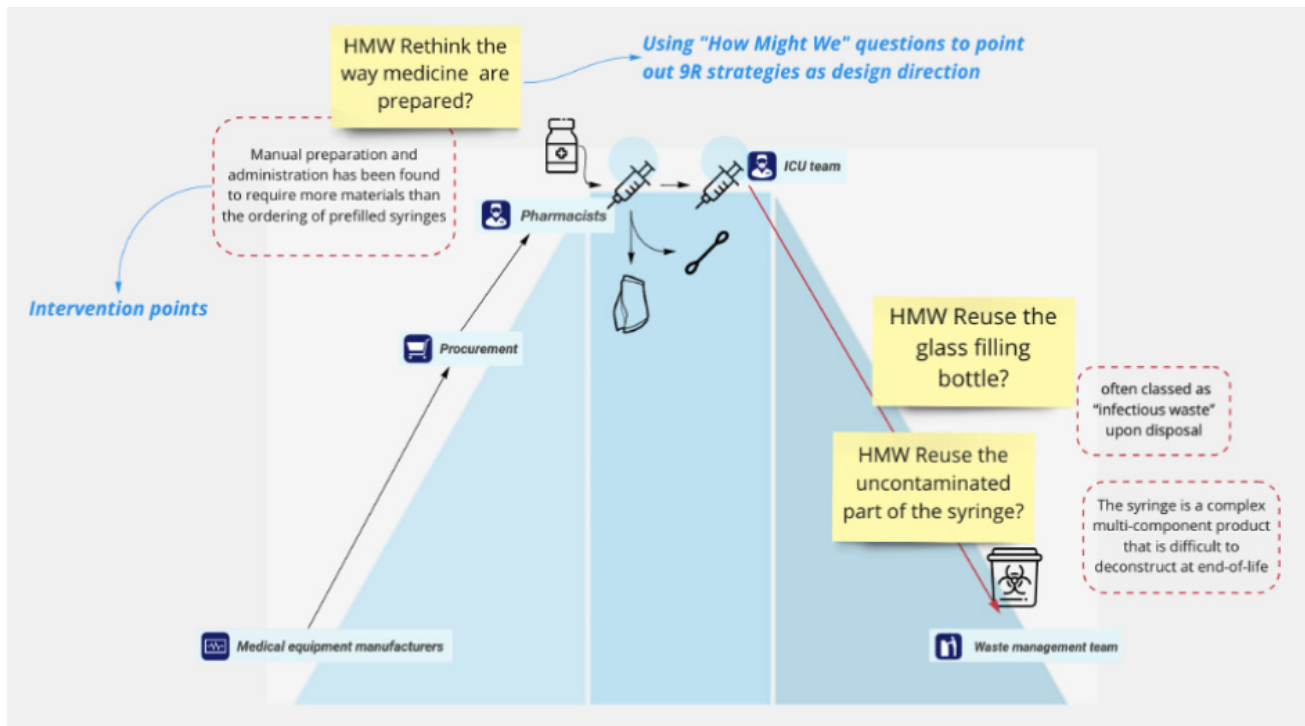 HMW Rethink the
way medicine are
prepared?
Using "How Might We" questions to point
out 9R strategies as design direction
Manual preparation and
administration has been found
to require more materials than
the ordering of prefilled syringes
Intervention points
ICU team
Pharmacists
Procurement
Medical equipment manufacturers
HMW Reuse the
glass filling
bottle?
often classed as
“infectious waste”
upon disposal
HMW Reuse the
uncontaminated
part of the syringe?
The syringe is a complex
multi-component product
that is difficult to
deconstruct at end-of-life
Waste management team